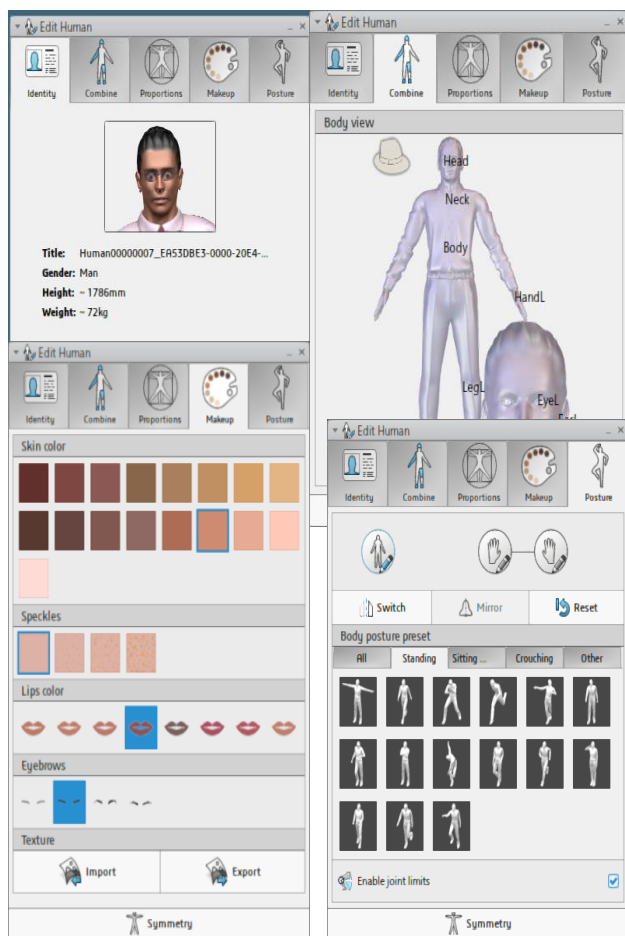 Edit Human
Identity Combine Proportions Makeup Posture
Title: Human00000007_EA53DBE3-0000-20E4-...
Gender: Man
Height: ~ 1786mm
Weight: ~ 72kg
Edit Human
Identity Combine Proportions Makeup Posture
Body view
Head
Neck
Body
HandL
LegL
EyeL
Edit Human
Identity Combine Proportions Makeup Posture
Skin color
Speckles
Lips color
Eyebrows
Texture
Import Export
Symmetry
Edit Human
Identity Combine Proportions Makeup Posture
Switch Mirror Reset
Body posture preset
All Standing Sitting ... Crouching Other
Enable joint limits
Symmetry